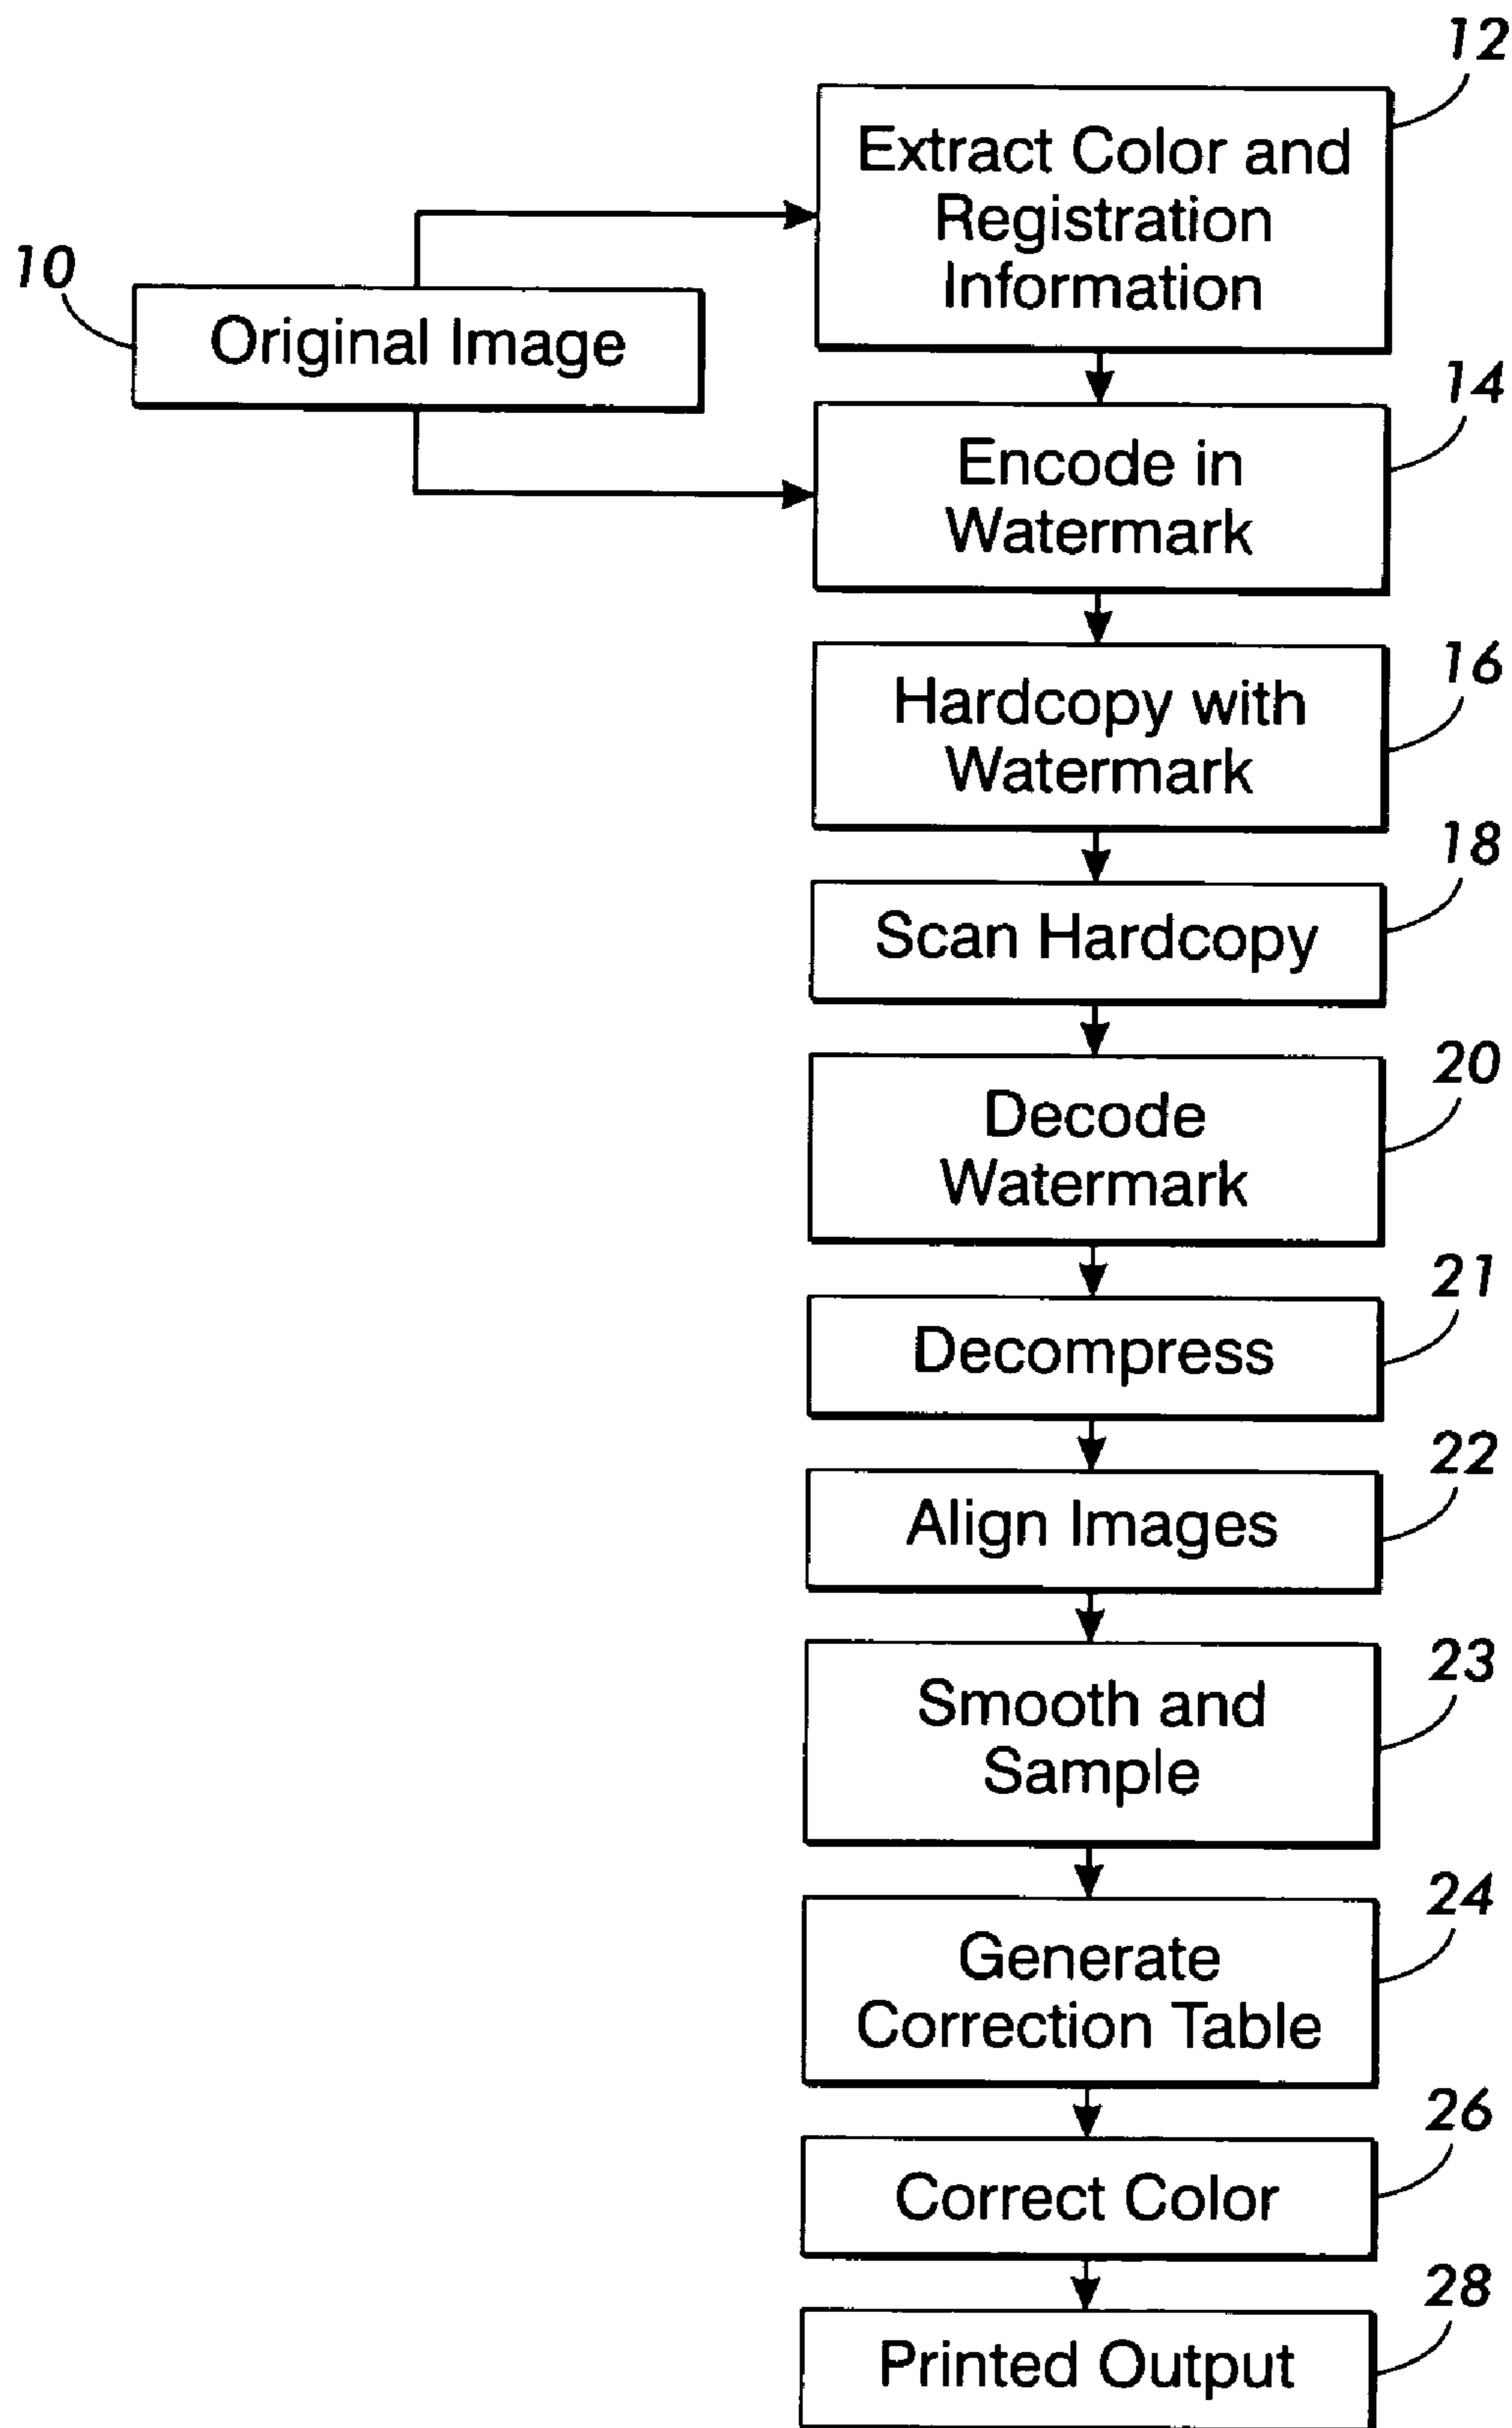 12
Extract Color and
Registration
Information
10
Original Image
14
Encode in
Watermark
16
Hardcopy with
Watermark
18
Scan Hardcopy
20
Decode
Watermark
21
Decompress
22
Align Images
23
Smooth and
Sample
24
Generate
Correction Table
26
Correct Color
28
Printed Output